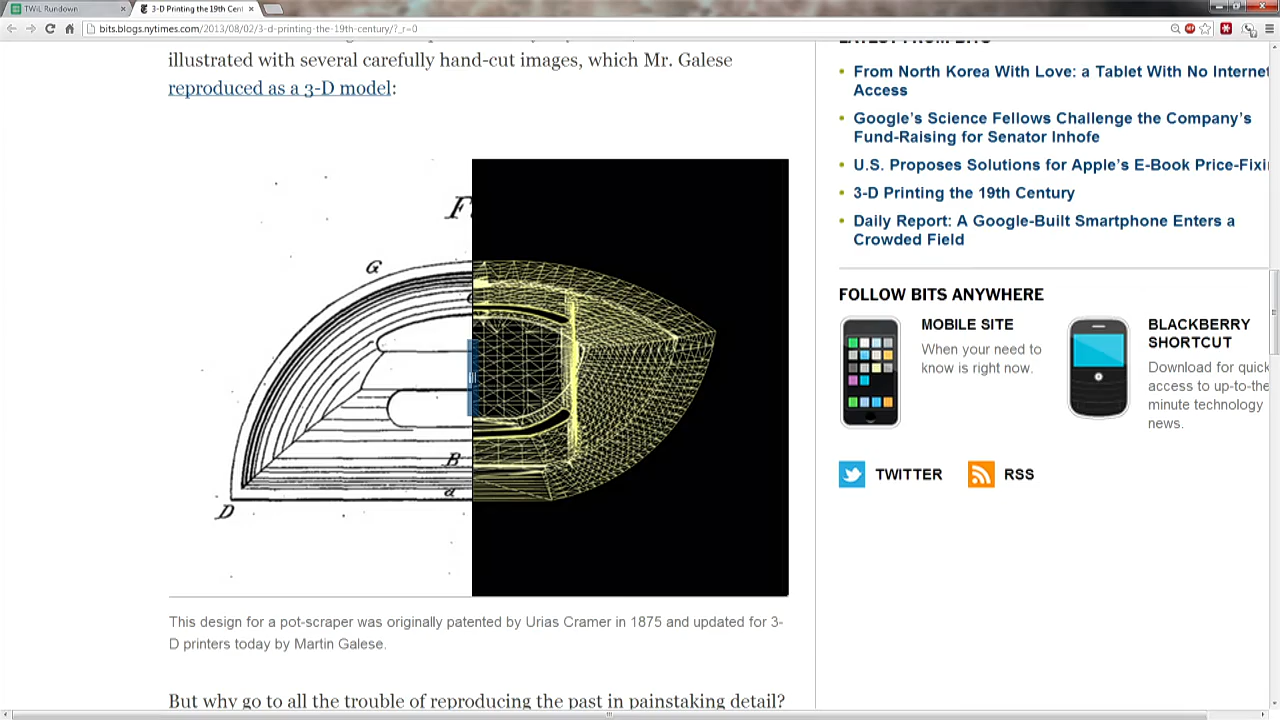 TWiL Rundown
3-D Printing the 19th Cent
bits.blogs.nytimes.com/2013/08/02/3-d-printing-the-19th-century/?_r=0
illustrated with several carefully hand-cut images, which Mr. Galese
reproduced as a 3-D model:
G
B
a
D
This design for a pot-scraper was originally patented by Urias Cramer in 1875 and updated for 3-
D printers today by Martin Galese.
But why go to all the trouble of reproducing the past in painstaking detail?
LATEST FROM BITS
From North Korea With Love: a Tablet With No Internet
Access
Google's Science Fellows Challenge the Company's
Fund-Raising for Senator Inhofe
U.S. Proposes Solutions for Apple's E-Book Price-Fixi
3-D Printing the 19th Century
Daily Report: A Google-Built Smartphone Enters a
Crowded Field
FOLLOW BITS ANYWHERE
MOBILE SITE
When your need to
know is right now.
BLACKBERRY
SHORTCUT
Download for quick
access to up-to-the
minute technology
news.
TWITTER
RSS